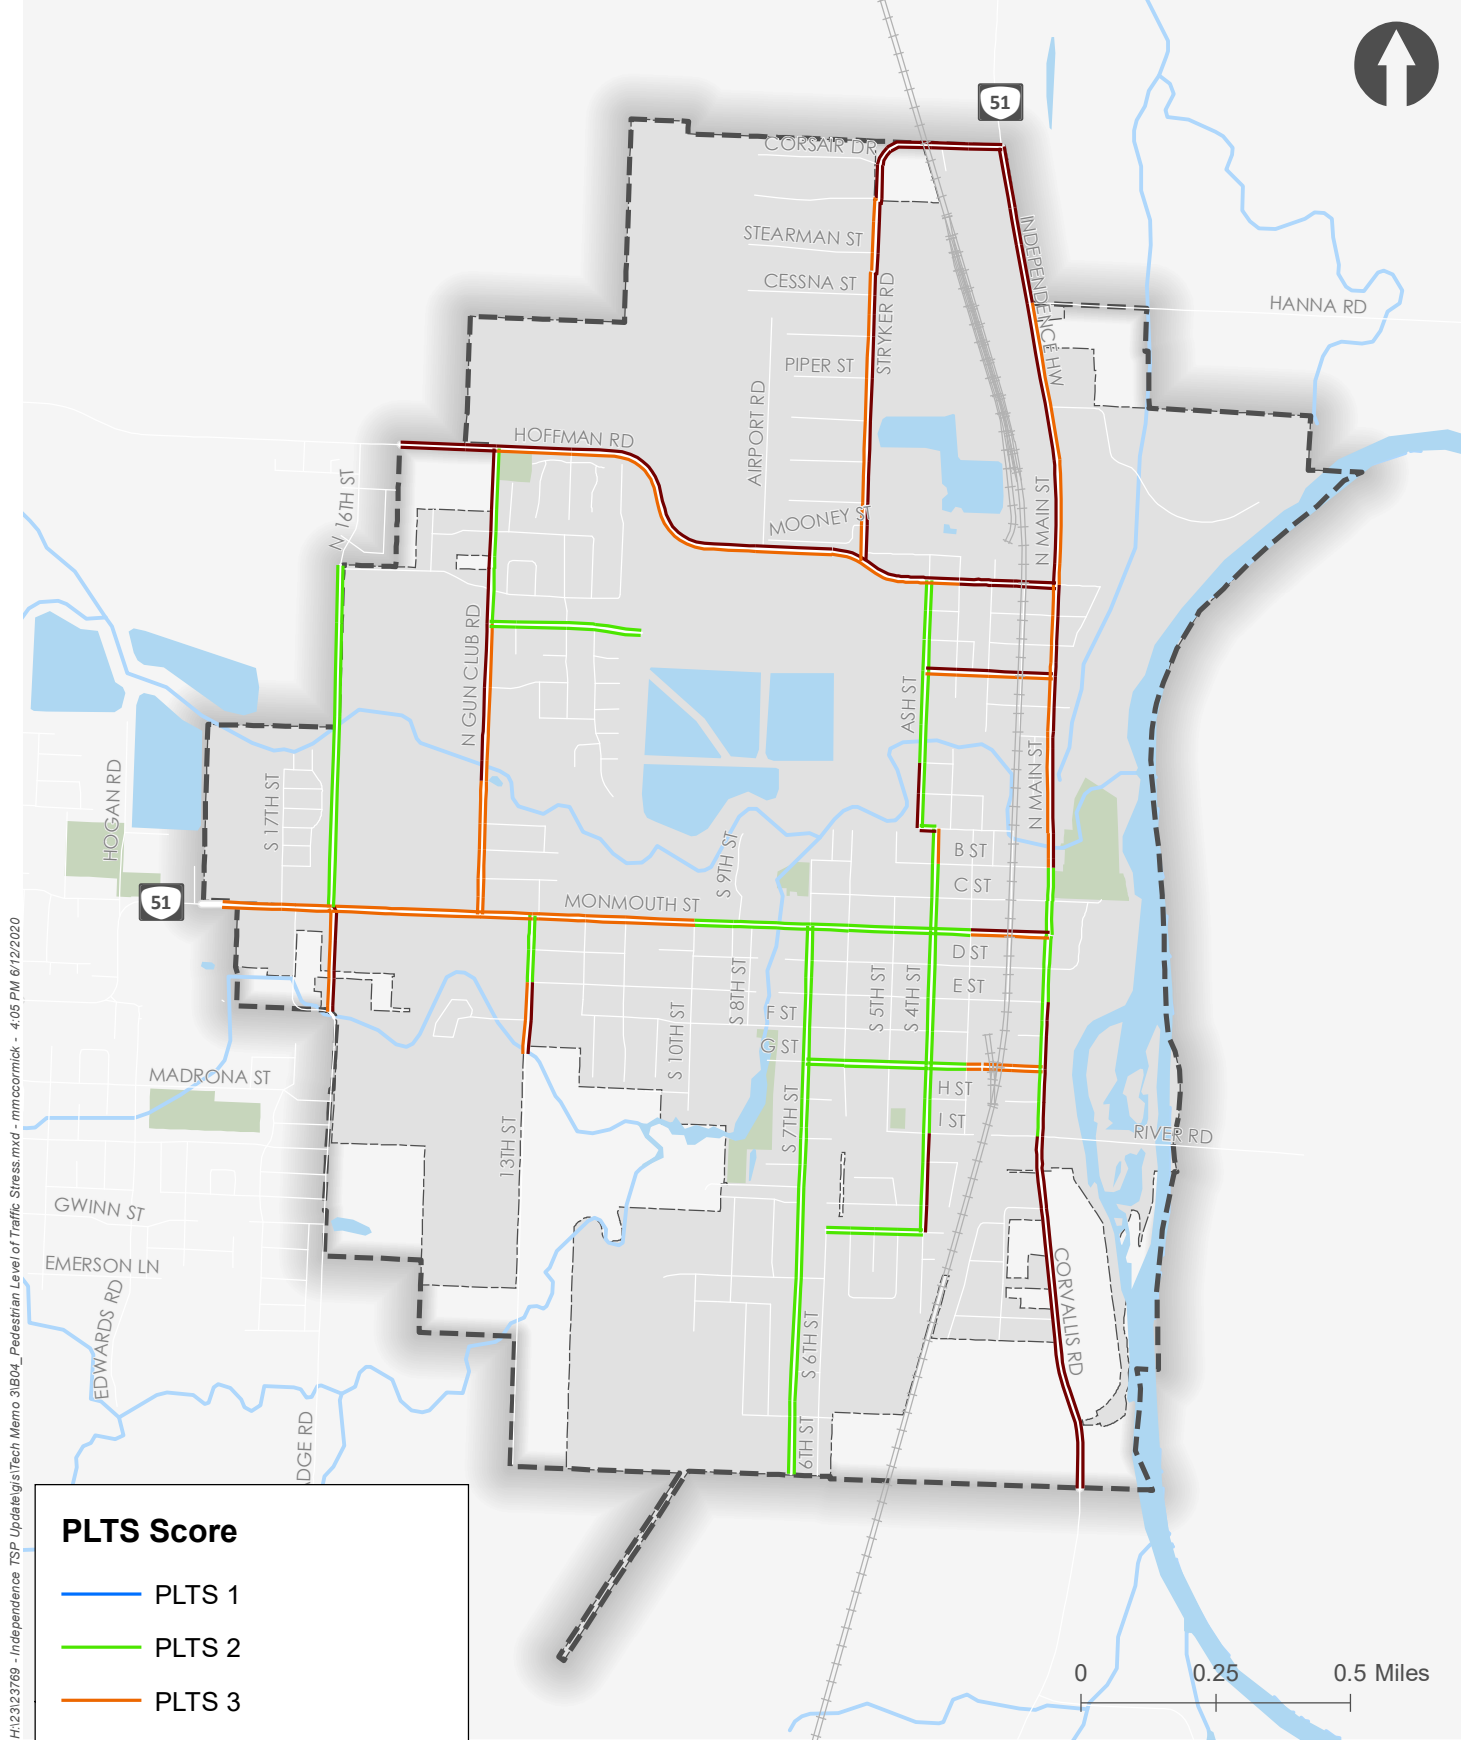 51
CORSAIR DR
INDEPENDENCE HW
STEARMAN ST
CESSNA ST
HANNA RD
STRYKER RD
PIPER ST
AIRPORT RD
HOFFMAN RD
N 16TH ST
MOONEY ST
N MAIN ST
N GUN CLUB RD
ASH ST
N MAIN ST
HOGAN RD
S 17TH ST
B ST
S 9TH ST
C ST
51
MONMOUTH ST
D ST
S 8TH ST
S 5TH ST
S 4TH ST
E ST
F ST
S 10TH ST
G ST
MADRONA ST
H ST
S 7TH ST
I ST
13TH ST
RIVER RD
GWINN ST
EMERSON LN
EDWARDS RD
CORVALLIS RD
S 6TH ST
6TH ST
DGE RD
PLTS Score
PLTS 1
PLTS 2
PLTS 3
0 0.25 0.5 Miles
H:\23\23769 - Independence TSP Update\gis\Tech Memo 3\B04_Pedestrian Level of Traffic Stress.mxd - mmccormick - 4:05 PM 6/12/2020